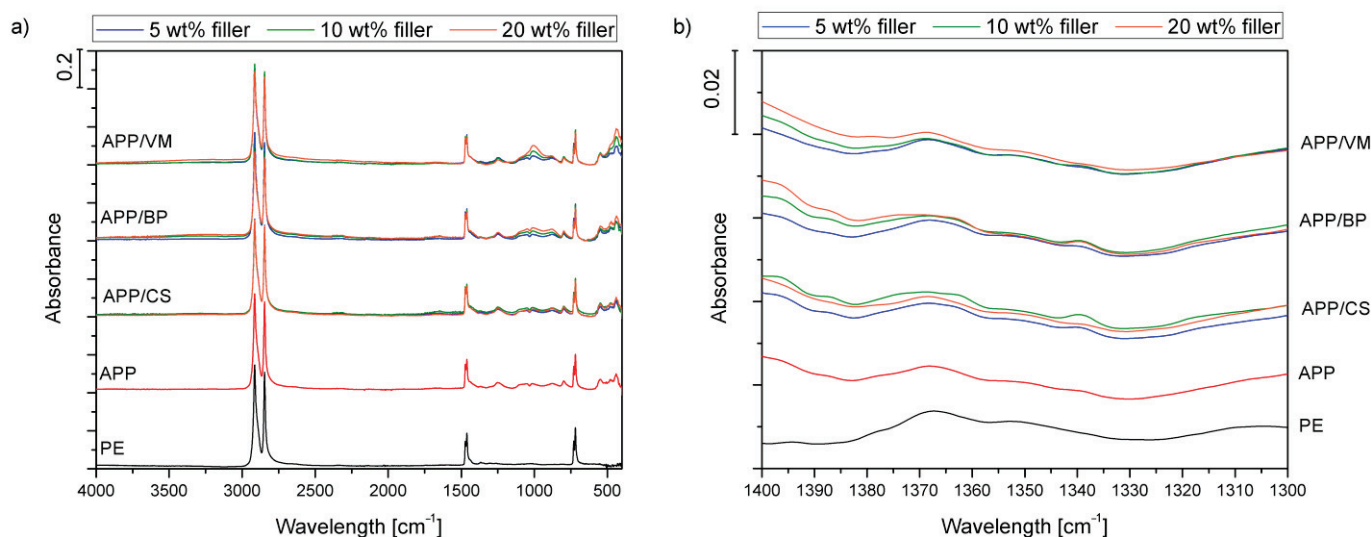 a)
5 wt% filler 10 wt% filler 20 wt% filler
0.2
APP/VM
APP/BP
APP/CS
APP
PE
Absorbance
4000 3500 3000 2500 2000 1500 1000 500
Wavelength [cm⁻¹]
b)
5 wt% filler 10 wt% filler 20 wt% filler
0.02
APP/VM
APP/BP
APP/CS
APP
PE
Absorbance
1400 1390 1380 1370 1360 1350 1340 1330 1320 1310 1300
Wavelength [cm⁻¹]